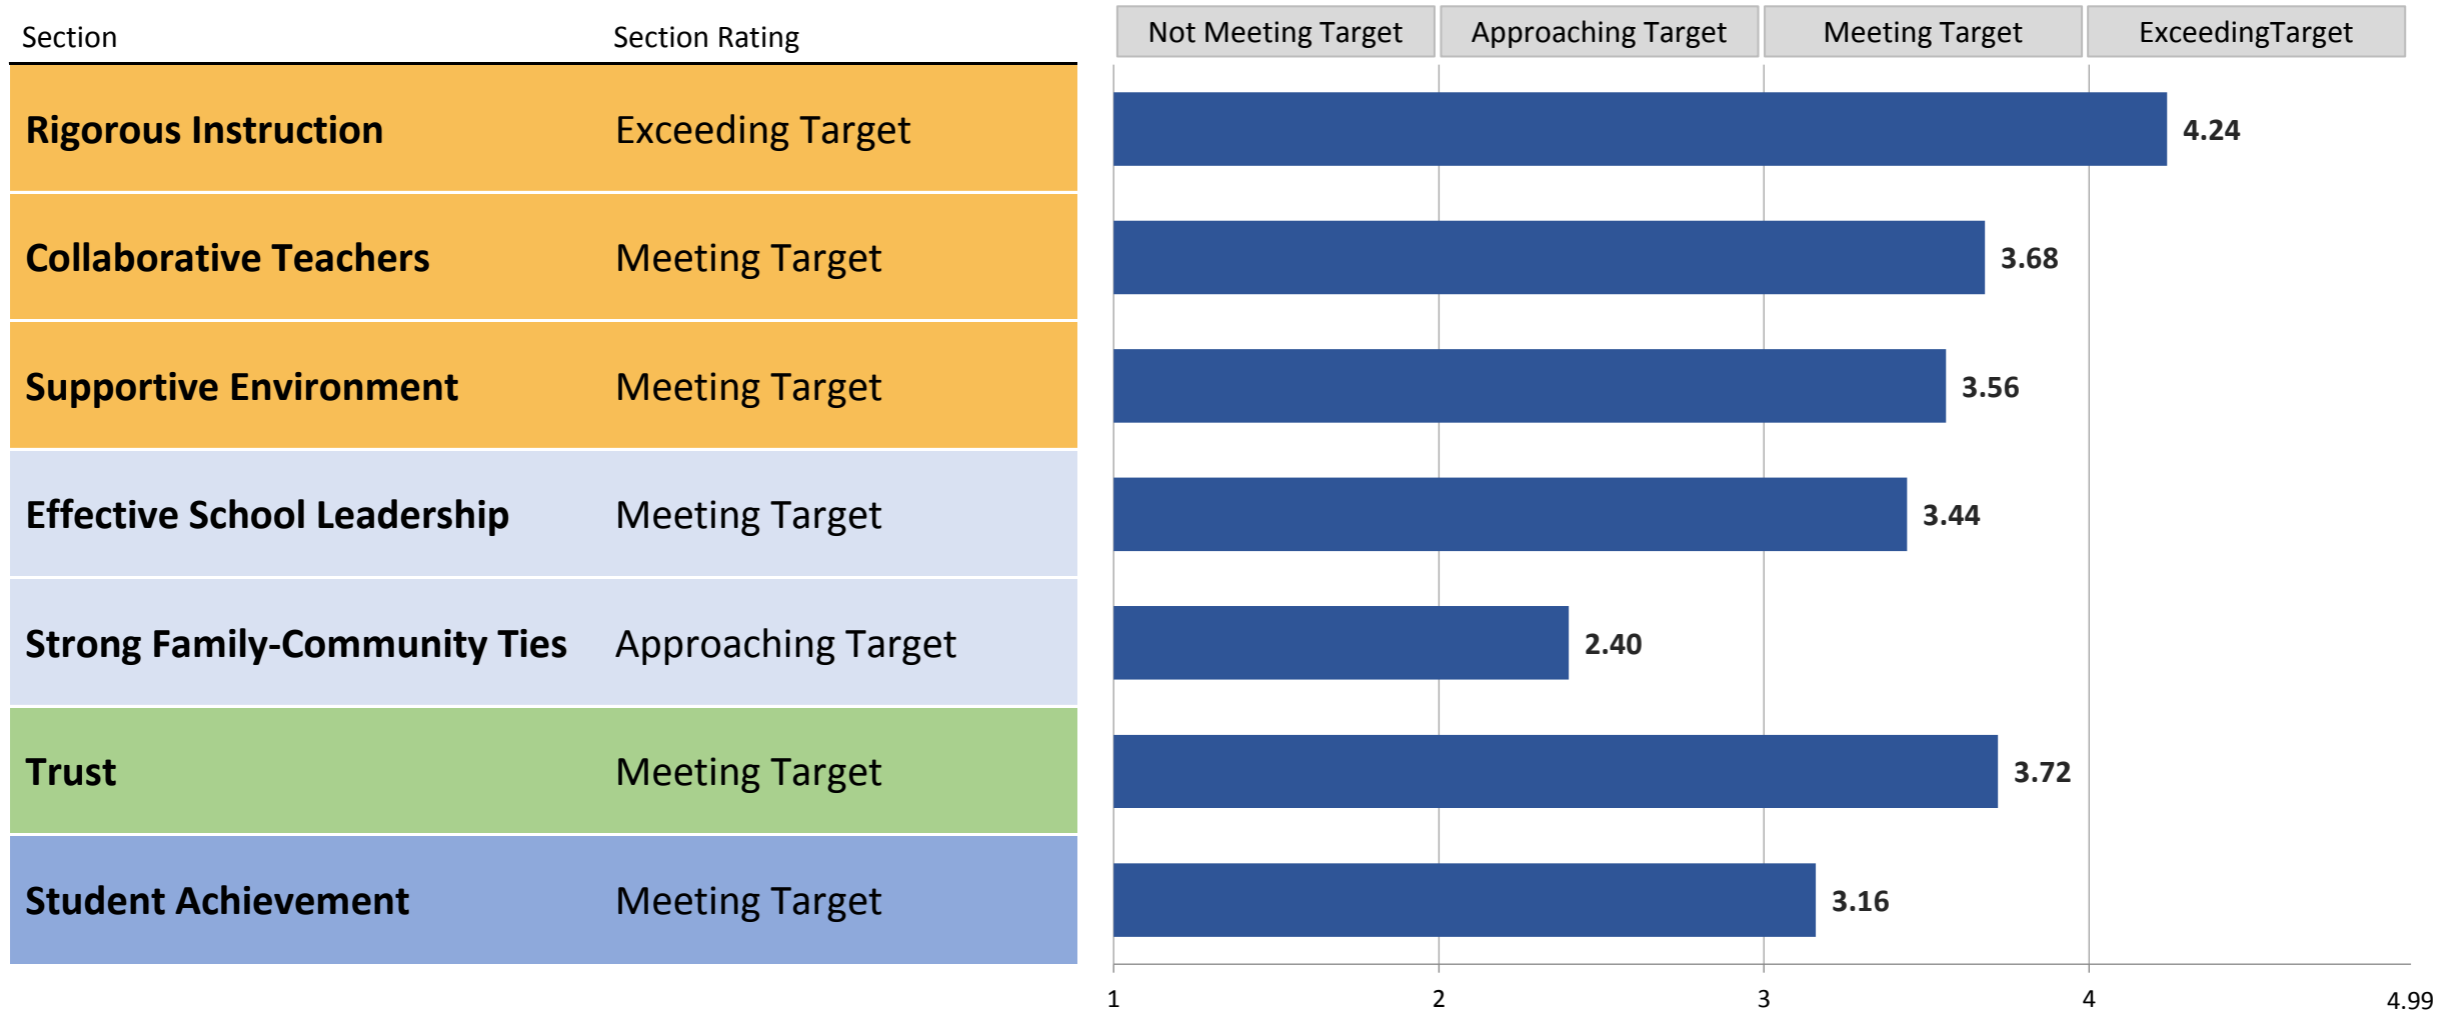 Section Section Rating Not Meeting Target Approaching Target Meeting Target ExceedingTarget
Rigorous Instruction Exceeding Target 4.24
Collaborative Teachers Meeting Target 3.68
Supportive Environment Meeting Target 3.56
Effective School Leadership Meeting Target 3.44
Strong Family-Community Ties Approaching Target 2.40
Trust Meeting Target 3.72
Student Achievement Meeting Target 3.16
1 2 3 4 4.99